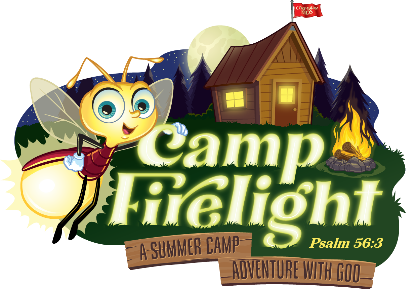 Camp
Firelight
Psalm 56:3
A SUMMER CAMP
ADVENTURE WITH GOD